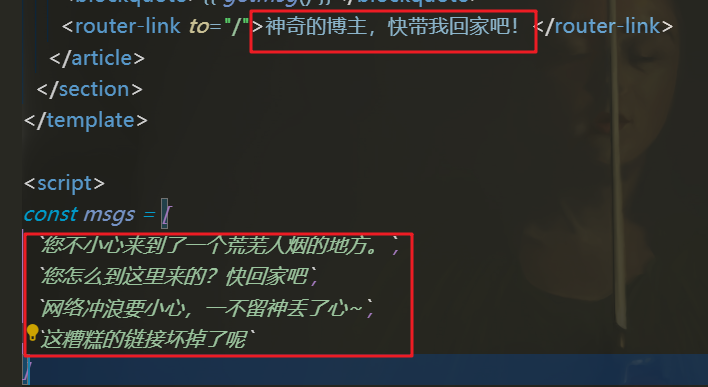 <blockquote>{{ getMsg() }}</blockquote>
<router-link to="/">神奇的博主，快带我回家吧！</router-link>
</article>
</section>
</template>
<script>
const msgs = [
`您不小心来到了一个荒芜人烟的地方。`,
`您怎么到这里来的？快回家吧`,
`网络冲浪要小心，一不留神丢了心~`,
`这糟糕的链接坏掉了呢`
]